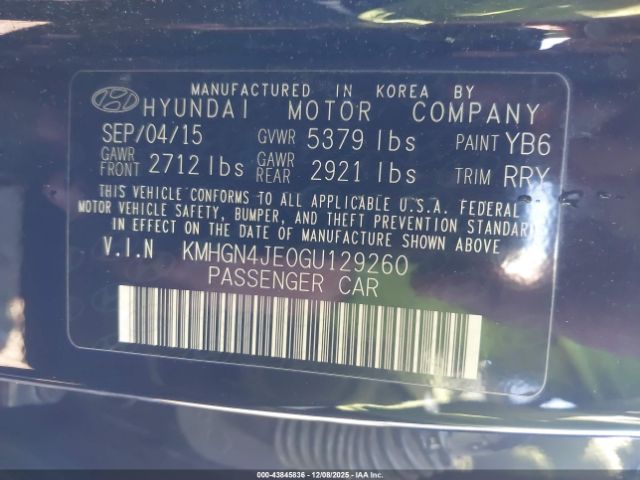 MANUFACTURED IN KOREA BY
HYUNDAI MOTOR COMPANY
SEP/04/15 GVWR 5379 lbs PAINT YB6
GAWR FRONT 2712 lbs GAWR REAR 2921 lbs TRIM RRY
THIS VEHICLE CONFORMS TO ALL APPLICABLE U.S.A. FEDERAL
MOTOR VEHICLE SAFETY, BUMPER, AND THEFT PREVENTION STANDARDS
IN EFFECT ON THE DATE OF MANUFACTURE SHOWN ABOVE.
V.I.N KMHGN4JE0GU129260
PASSENGER CAR
00-43845836 - 12/08/2025 - IAA Inc.